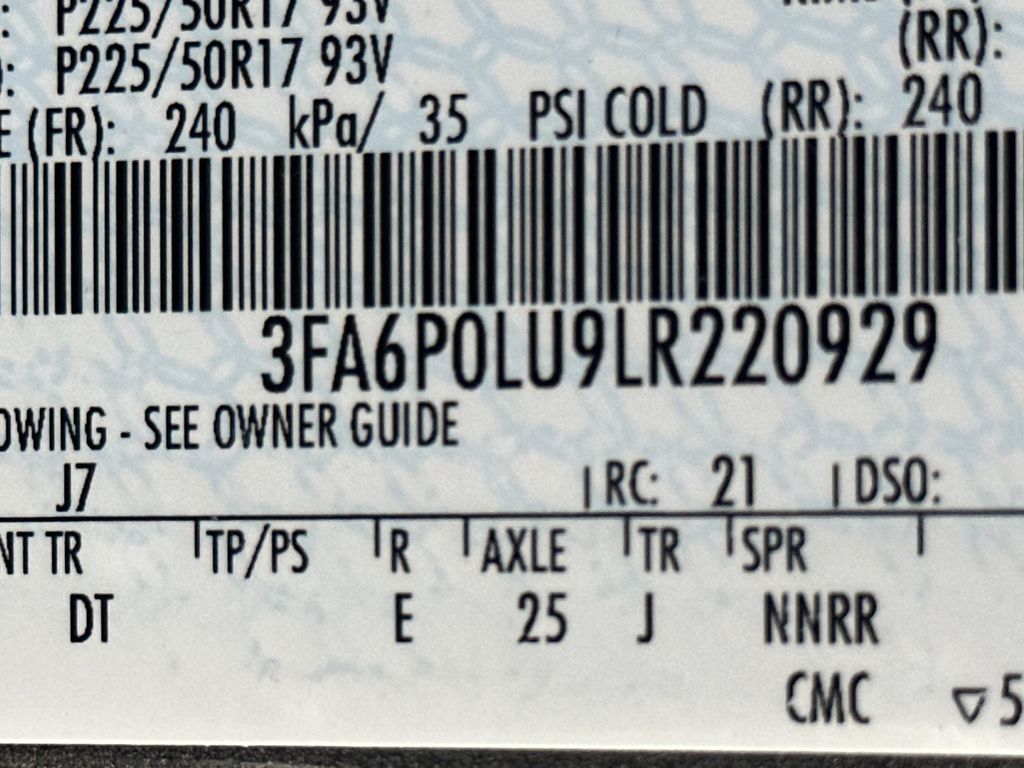 : P225/50R17 93V
): P225/50R17 93V (RR):
E (FR): 240 kPa/ 35 PSI COLD (RR): 240
3FA6P0LU9LR220929
OWING - SEE OWNER GUIDE
J7 RC: 21 DSO:
NT TR TP/PS R AXLE TR SPR
DT E 25 J NNRR
CMC ▽5